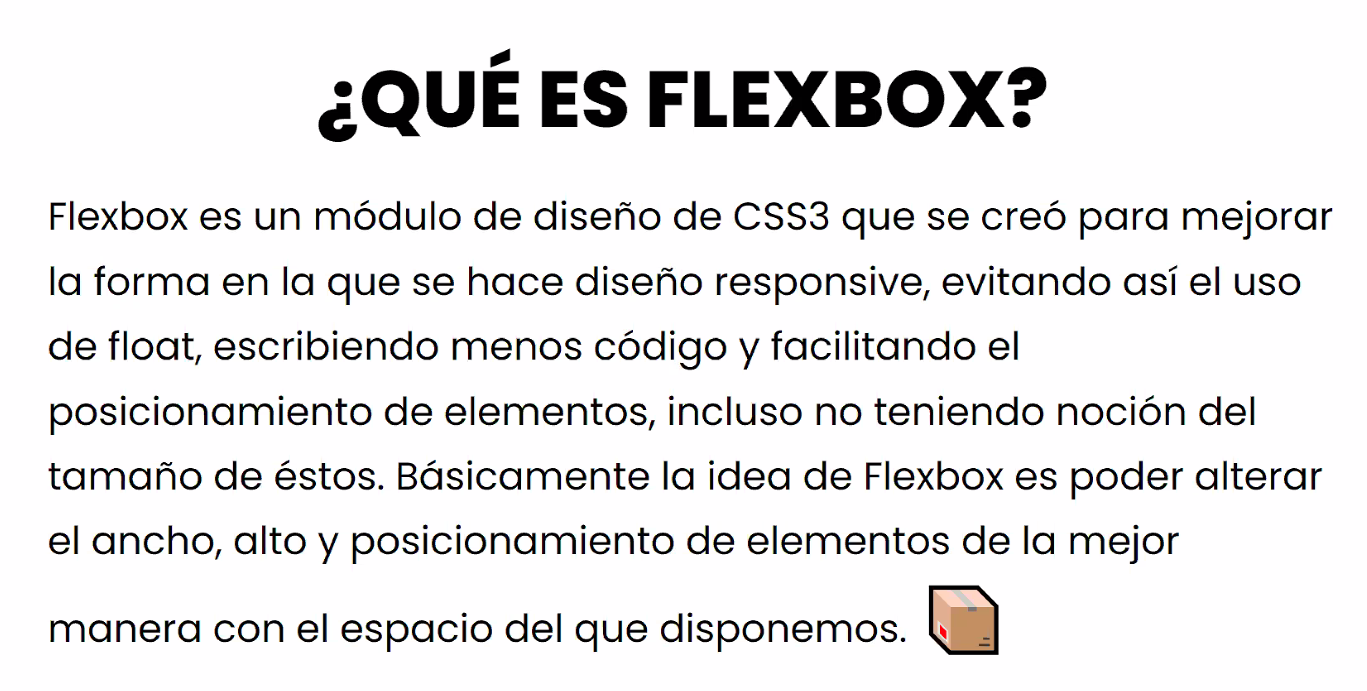 ¿QUÉ ES FLEXBOX?
Flexbox es un módulo de diseño de CSS3 que se creó para mejorar
la forma en la que se hace diseño responsive, evitando así el uso
de float, escribiendo menos código y facilitando el
posicionamiento de elementos, incluso no teniendo noción del
tamaño de éstos. Básicamente la idea de Flexbox es poder alterar
el ancho, alto y posicionamiento de elementos de la mejor
manera con el espacio del que disponemos.